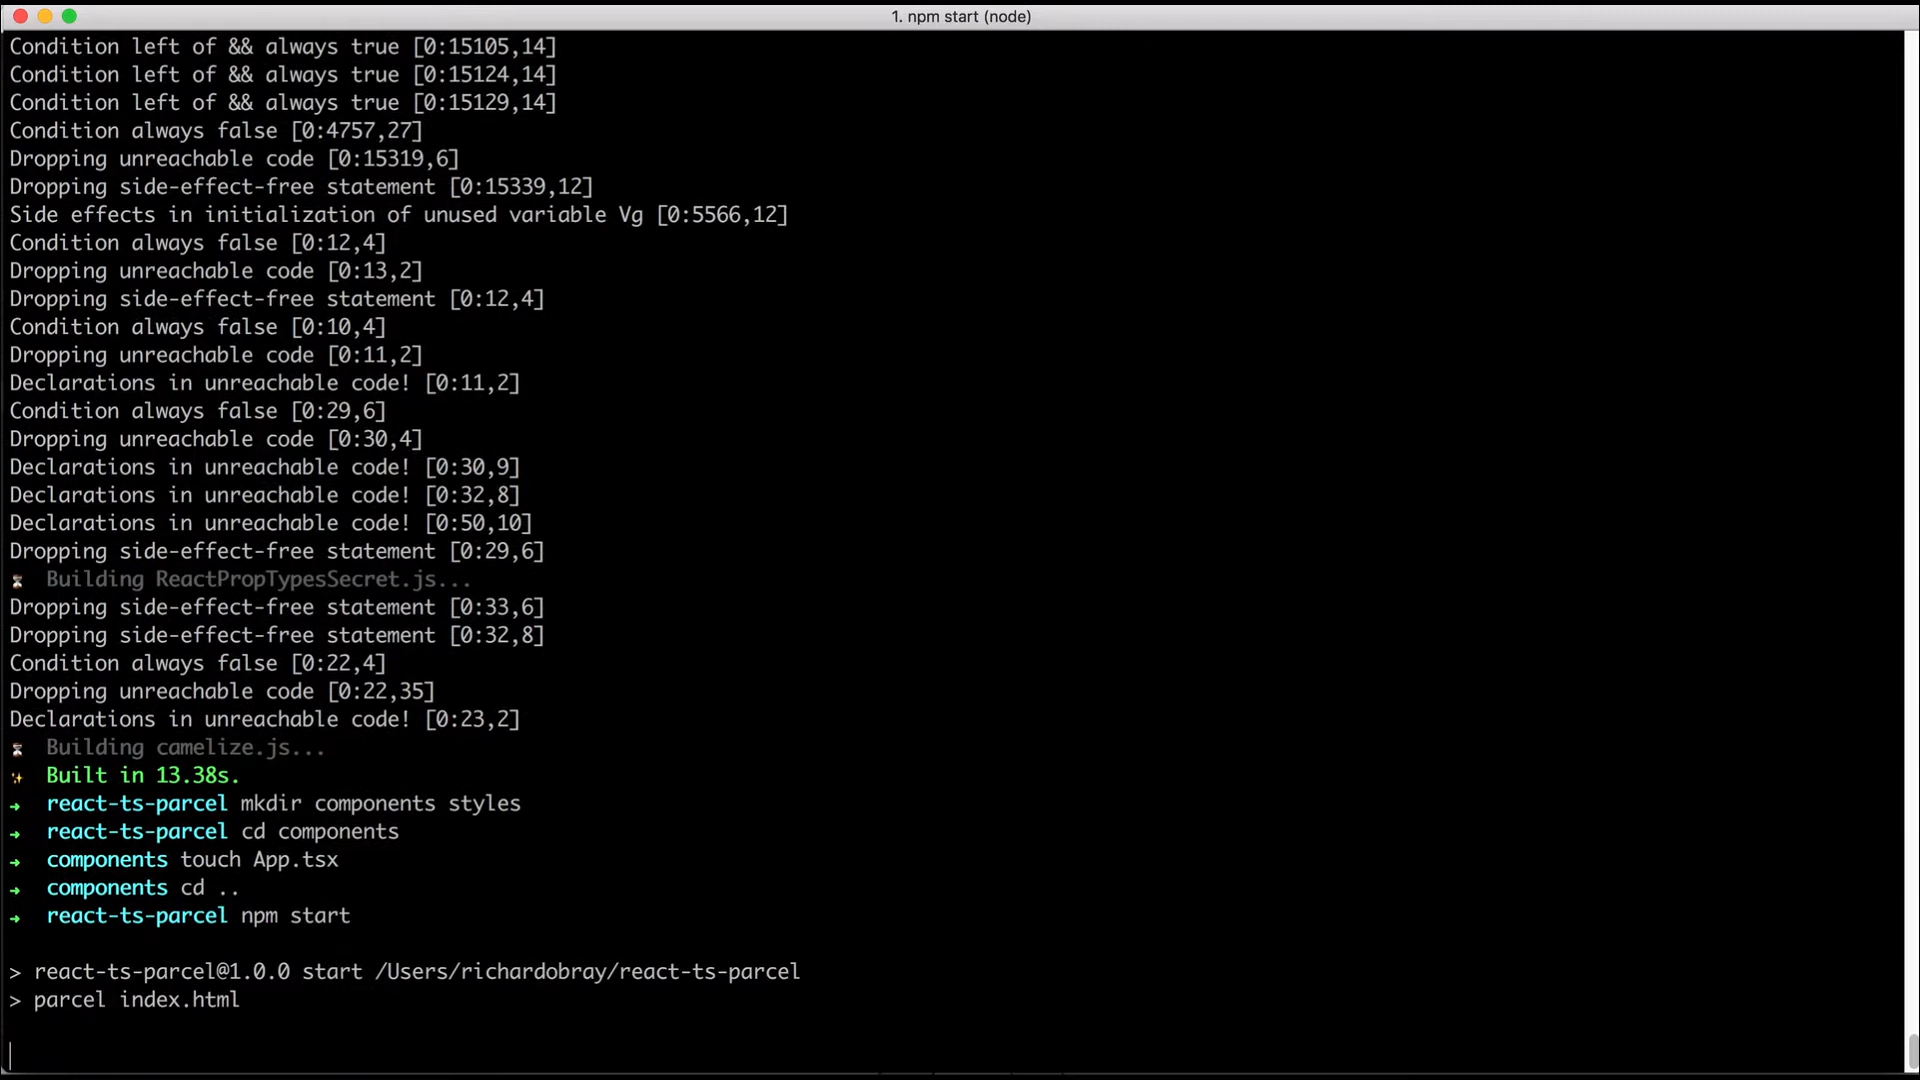 1. npm start (node)
Condition left of && always true [0:15105,14]
Condition left of && always true [0:15124,14]
Condition left of && always true [0:15129,14]
Condition always false [0:4757,27]
Dropping unreachable code [0:15319,6]
Dropping side-effect-free statement [0:15339,12]
Side effects in initialization of unused variable Vg [0:5566,12]
Condition always false [0:12,4]
Dropping unreachable code [0:13,2]
Dropping side-effect-free statement [0:12,4]
Condition always false [0:10,4]
Dropping unreachable code [0:11,2]
Declarations in unreachable code! [0:11,2]
Condition always false [0:29,6]
Dropping unreachable code [0:30,4]
Declarations in unreachable code! [0:30,9]
Declarations in unreachable code! [0:32,8]
Declarations in unreachable code! [0:50,10]
Dropping side-effect-free statement [0:29,6]
⏳ Building ReactPropTypesSecret.js...
Dropping side-effect-free statement [0:33,6]
Dropping side-effect-free statement [0:32,8]
Condition always false [0:22,4]
Dropping unreachable code [0:22,35]
Declarations in unreachable code! [0:23,2]
⏳ Building camelize.js...
✨ Built in 13.38s.
→ react-ts-parcel mkdir components styles
→ react-ts-parcel cd components
→ components touch App.tsx
→ components cd ..
→ react-ts-parcel npm start
> react-ts-parcel@1.0.0 start /Users/richardobray/react-ts-parcel
> parcel index.html